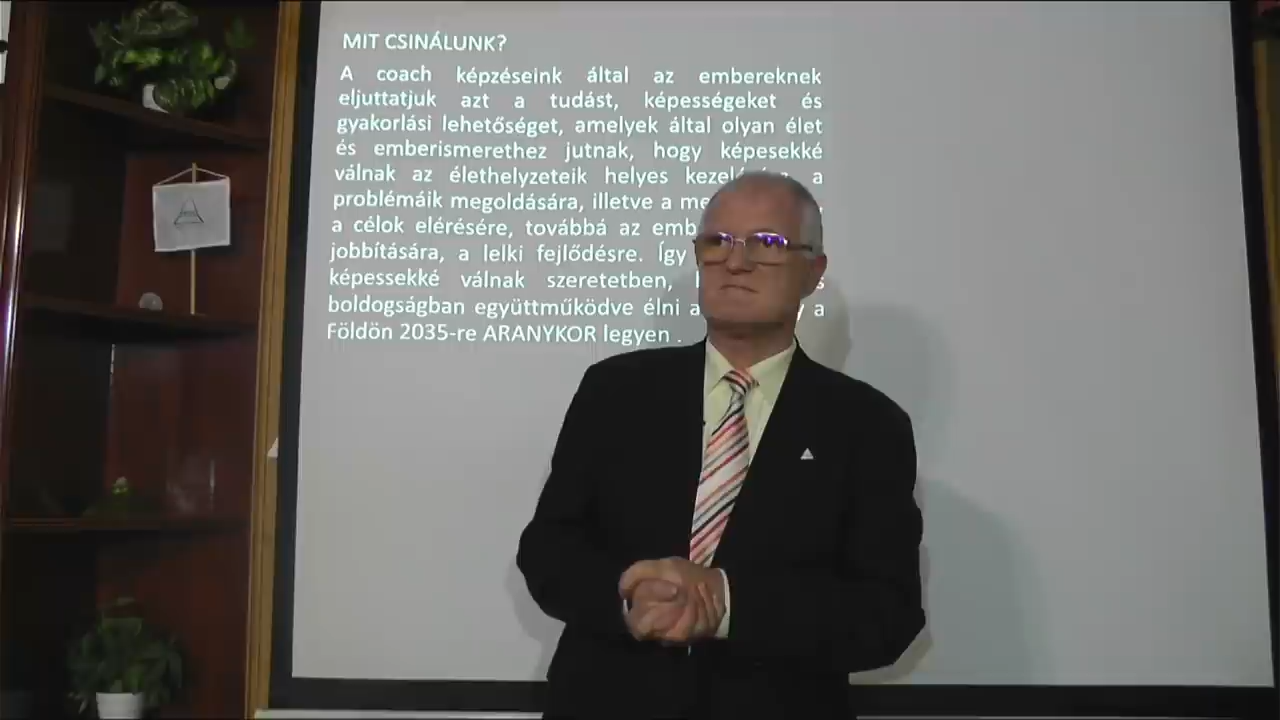 MIT CSINÁLUNK?
A coach képzéseink által az embereknek
eljuttatjuk azt a tudást, képességeket és
gyakorlási lehetőséget, amelyek által olyan élet
és emberismerethez jutnak, hogy képesekké
válnak az élethelyzeteik helyes a
problémáik megoldására, illetve a
a célok elérésére, továbbá az
jobbítására, a lelki fejlődésre. Így
képessekké válnak szeretetben,
boldogságban együttműködve élni a
Földön 2035-re ARANYKOR legyen .